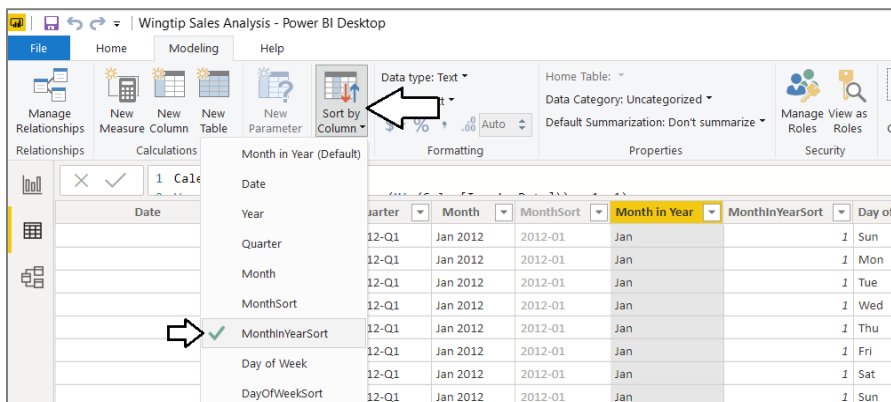 Wingtip Sales Analysis - Power BI Desktop
File Home Modeling Help
Manage Relationships
New Measure
New Column
New Table
New Parameter
Sort by Column
Data type: Text
$ % , .00 Auto
Home Table:
Data Category: Uncategorized
Default Summarization: Don't summarize
Manage Roles
View as Roles
Relationships Calculations Formatting Properties Security
Month in Year (Default)
Date
Year
Quarter
Month
MonthSort
MonthInYearSort
Day of Week
DayOfWeekSort
1 Cale
Date uarter Month MonthSort Month in Year MonthInYearSort Day of
12-Q1 Jan 2012 2012-01 Jan 1 Sun
12-Q1 Jan 2012 2012-01 Jan 1 Mon
12-Q1 Jan 2012 2012-01 Jan 1 Tue
12-Q1 Jan 2012 2012-01 Jan 1 Wed
12-Q1 Jan 2012 2012-01 Jan 1 Thu
12-Q1 Jan 2012 2012-01 Jan 1 Fri
12-Q1 Jan 2012 2012-01 Jan 1 Sat
12-Q1 Jan 2012 2012-01 Jan 1 Sun